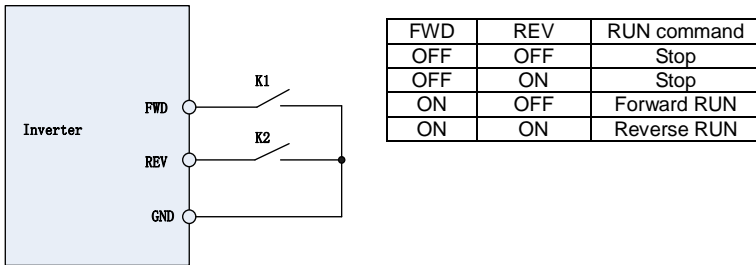 Inverter
FWD
REV
GND
K1
K2
FWD REV RUN command
OFF OFF Stop
OFF ON Stop
ON OFF Forward RUN
ON ON Reverse RUN